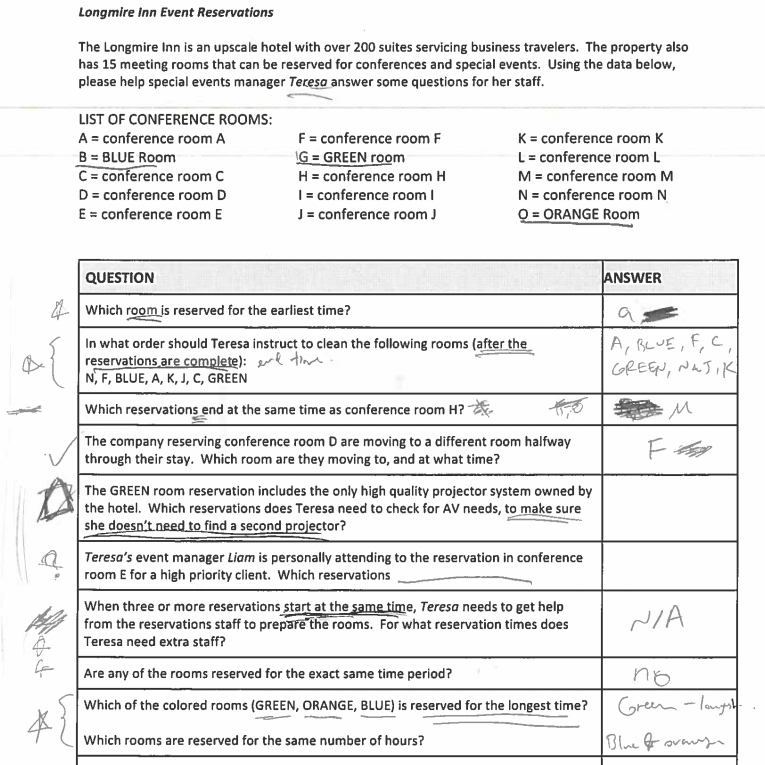 Longmire Inn Event Reservations
The Longmire Inn is an upscale hotel with over 200 suites servicing business travelers. The property also
has 15 meeting rooms that can be reserved for conferences and special events. Using the data below,
please help special events manager Teresa answer some questions for her staff.
LIST OF CONFERENCE ROOMS:
A = conference room A F = conference room F K = conference room K
B = BLUE Room G = GREEN room L = conference room L
C = conference room C H = conference room H M = conference room M
D = conference room D I = conference room I N = conference room N
E = conference room E J = conference room J O = ORANGE Room
QUESTION ANSWER
Which room is reserved for the earliest time? a
In what order should Teresa instruct to clean the following rooms (after the A, BLUE, F, C,
reservations are complete): end time. GREEN, N&J, K
N, F, BLUE, A, K, J, C, GREEN
Which reservations end at the same time as conference room H? M
The company reserving conference room D are moving to a different room halfway F
through their stay. Which room are they moving to, and at what time?
The GREEN room reservation includes the only high quality projector system owned by
the hotel. Which reservations does Teresa need to check for AV needs, to make sure
she doesn't need to find a second projector?
Teresa's event manager Liam is personally attending to the reservation in conference
room E for a high priority client. Which reservations
When three or more reservations start at the same time, Teresa needs to get help
from the reservations staff to prepare the rooms. For what reservation times does N/A
Teresa need extra staff?
Are any of the rooms reserved for the exact same time period? no
Which of the colored rooms (GREEN, ORANGE, BLUE) is reserved for the longest time? Green - longest.
Which rooms are reserved for the same number of hours? Blue & orange